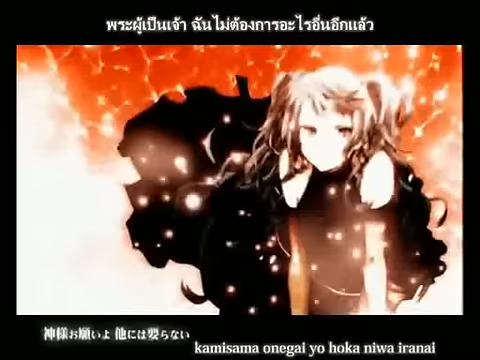 พระผู้เป็นเจ้า ฉันไม่ต้องการอะไรอื่นอีกแล้ว
神様お願いよ 他には要らない
kamisama onegai yo hoka niwa iranai